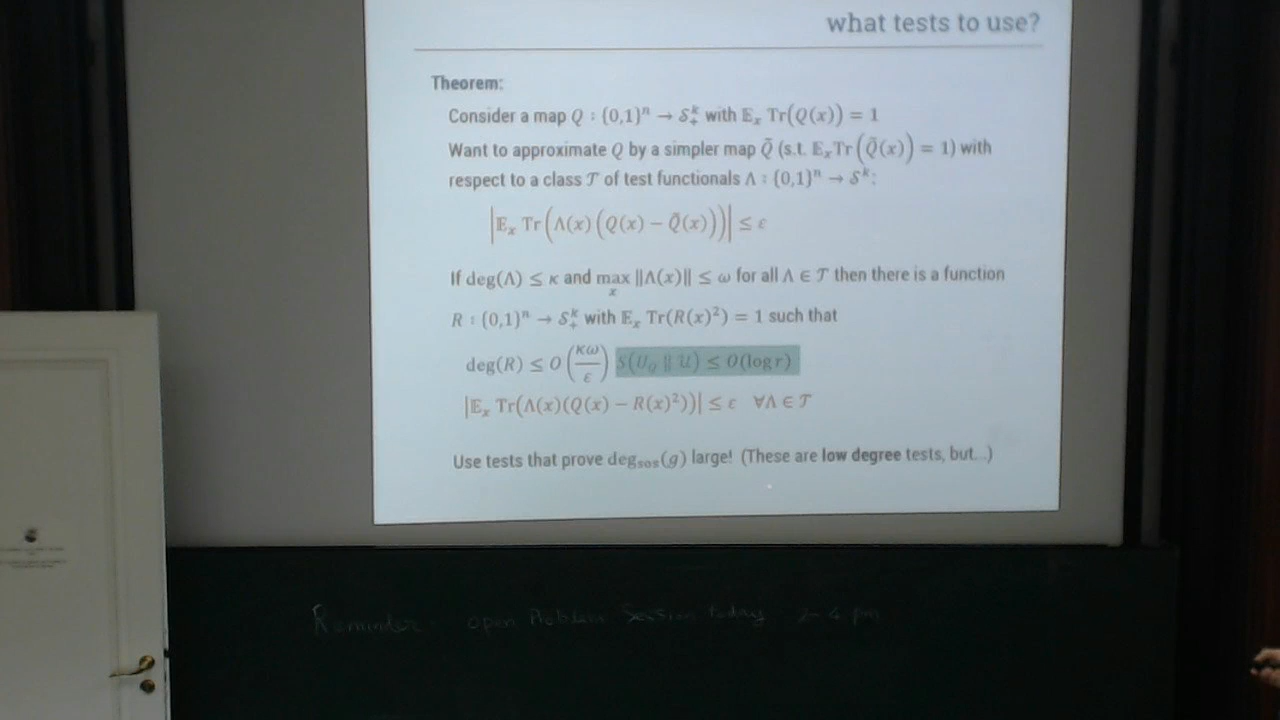 what tests to use?
Theorem:
Consider a map Q : {0,1}ⁿ → 𝒮₊ᵏ with 𝔼ₓ Tr(Q(x)) = 1
Want to approximate Q by a simpler map Q̃ (s.t. 𝔼ₓTr(Q̃(x)) = 1) with
respect to a class 𝒯 of test functionals Λ : {0,1}ⁿ → 𝒮ᵏ:
|𝔼ₓ Tr(Λ(x)(Q(x) − Q̃(x)))| ≤ ε
If deg(Λ) ≤ κ and maxₓ ‖Λ(x)‖ ≤ ω for all Λ ∈ 𝒯 then there is a function
R : {0,1}ⁿ → 𝒮₊ᵏ with 𝔼ₓ Tr(R(x)²) = 1 such that
deg(R) ≤ O(κω/ε) S(U_Q ‖ 𝒰) ≤ O(log r)
|𝔼ₓ Tr(Λ(x)(Q(x) − R(x)²))| ≤ ε ∀Λ ∈ 𝒯
Use tests that prove deg_sos(g) large! (These are low degree tests, but...)
Reminder open Problem Session today 2-4 pm